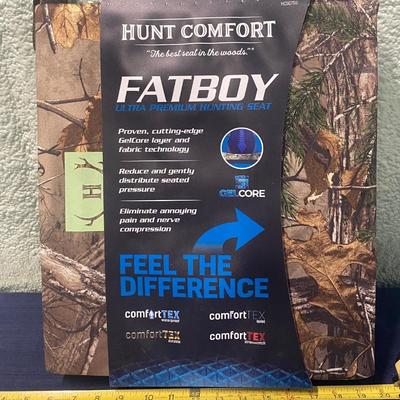 HUNT COMFORT
"The best seat in the woods."
FATBOY
ULTRA PREMIUM HUNTING SEAT
Proven, cutting-edge
GelCore layer and
fabric technology
GELCORE
Reduce and gently
distribute seated
pressure
Eliminate annoying
pain and nerve
compression
FEEL THE
DIFFERENCE
comfortTEX
comfortTEX
comfortTEX
comfortTEX
H